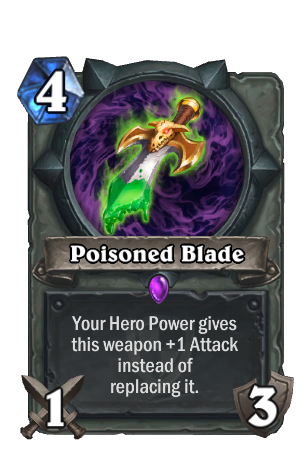 4
Poisoned Blade
Your Hero Power gives
this weapon +1 Attack
instead of
replacing it.
1
3